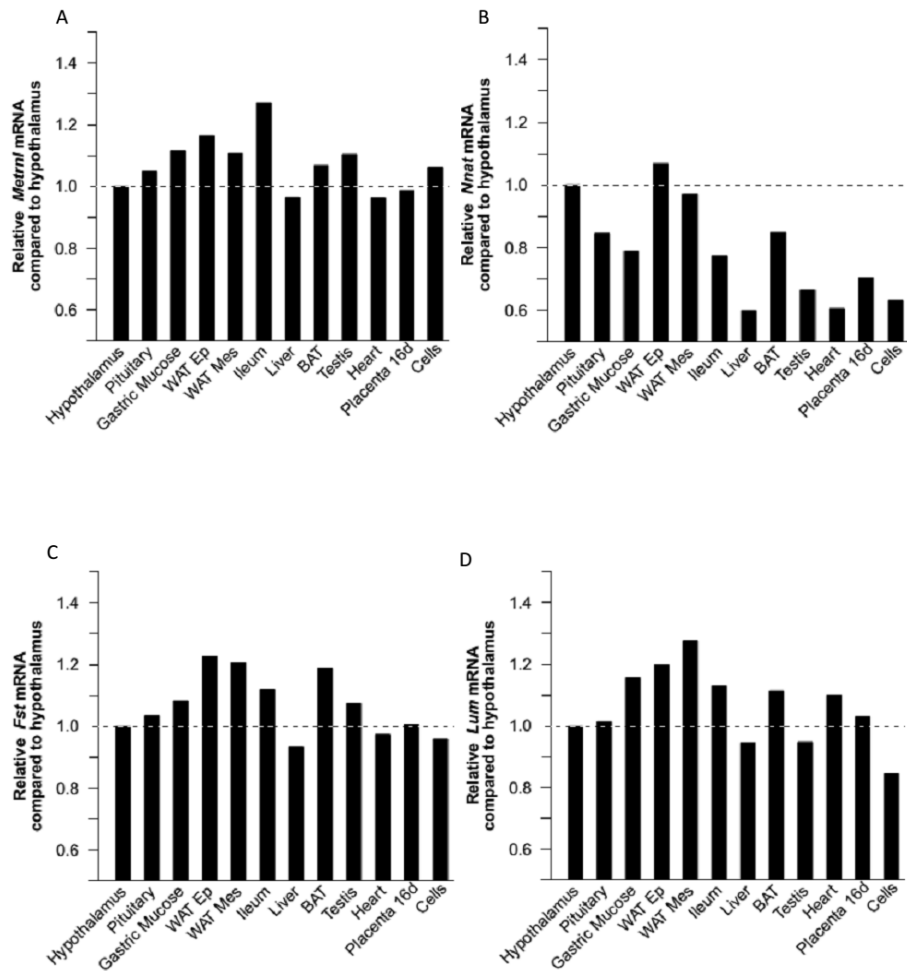 A
Relative Metrnl mRNA
compared to hypothalamus
1.4
1.2
1.0
0.8
0.6
Hypothalamus
Pituitary
Gastric Mucose
WAT Ep
WAT Mes
Ileum
Liver
BAT
Testis
Heart
Placenta 16d
Cells
B
Relative Nnat mRNA
compared to hypothalamus
1.4
1.2
1.0
0.8
0.6
Hypothalamus
Pituitary
Gastric Mucose
WAT Ep
WAT Mes
Ileum
Liver
BAT
Testis
Heart
Placenta 16d
Cells
C
Relative Fst mRNA
compared to hypothalamus
1.4
1.2
1.0
0.8
0.6
Hypothalamus
Pituitary
Gastric Mucose
WAT Ep
WAT Mes
Ileum
Liver
BAT
Testis
Heart
Placenta 16d
Cells
D
Relative Lum mRNA
compared to hypothalamus
1.4
1.2
1.0
0.8
0.6
Hypothalamus
Pituitary
Gastric Mucose
WAT Ep
WAT Mes
Ileum
Liver
BAT
Testis
Heart
Placenta 16d
Cells